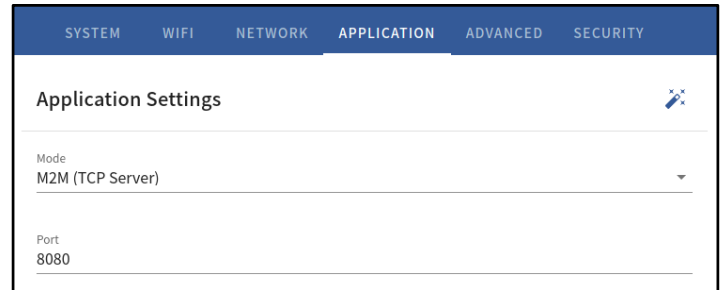 SYSTEM WIFI NETWORK APPLICATION ADVANCED SECURITY
Application Settings
Mode
M2M (TCP Server)
Port
8080